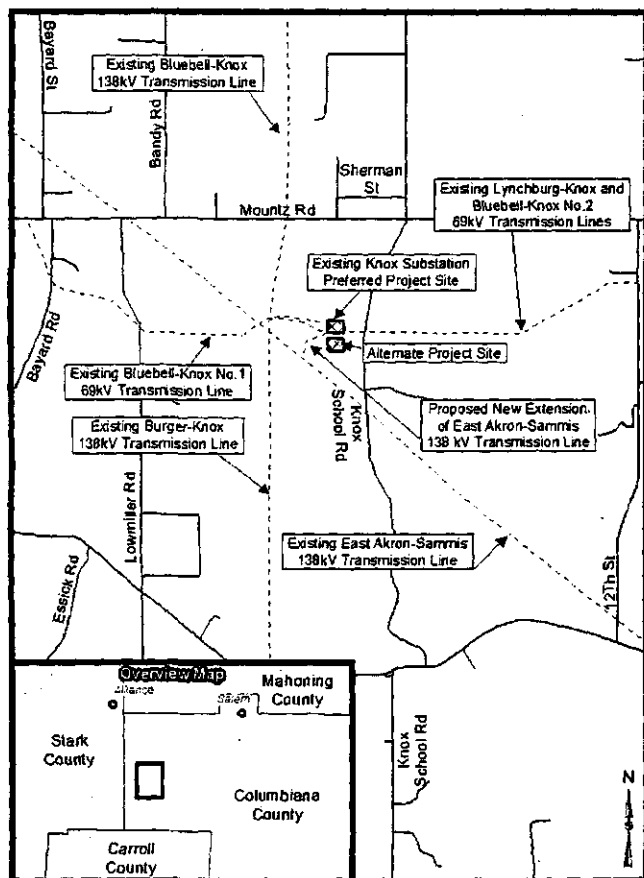 Bayard St
Existing Bluebell-Knox
138kV Transmission Line
Bandy Rd
Sherman
St
Mountz Rd
Existing Lynchburg-Knox and
Bluebell-Knox No.2
69kV Transmission Lines
Existing Knox Substation
Preferred Project Site
Bayard Rd
Alternate Project Site
Existing Bluebell-Knox No.1
69kV Transmission Line
Knox
School Rd
Proposed New Extension
of East Akron-Sammis
138 kV Transmission Line
Existing Burger-Knox
138kV Transmission Line
Lowmiller Rd
Existing East Akron-Sammis
138kV Transmission Line
Essick Rd
12Th St
Overview Map
Alliance
Salem
Mahoning
County
Stark
County
Columbiana
County
Carroll
County
Knox
School Rd
N